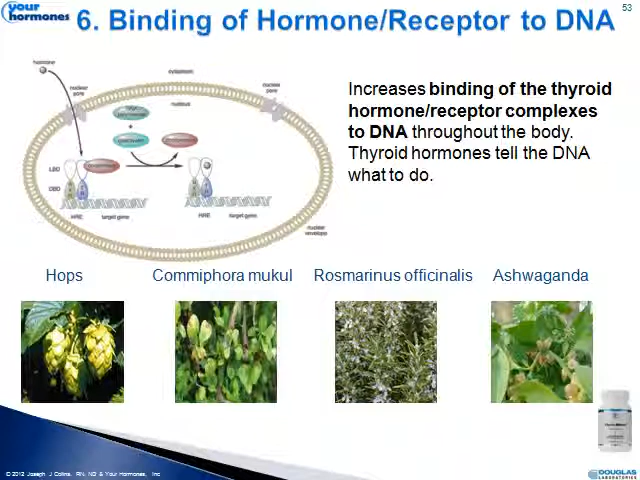 your
hormones
6. Binding of Hormone/Receptor to DNA
53
hormone
cytoplasm
nuclear
pore
nuclear
pore
nucleus
Increases binding of the thyroid
hormone/receptor complexes
to DNA throughout the body.
Thyroid hormones tell the DNA
what to do.
LBD
DBD
HRE target gene
HRE target gene
nuclear
envelope
Hops Commiphora mukul Rosmarinus officinalis Ashwaganda
© 2012 Joseph J Collins, RN, ND & Your Hormones, Inc
DOUGLAS
LABORATORIES